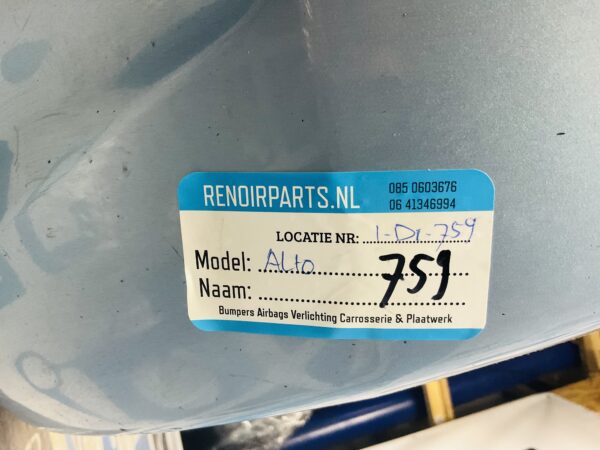 RENOIRPARTS.NL
085 0603676
06 41346994
LOCATIE NR: 1-D1-759
Model: Alto
759
Naam:
Bumpers Airbags Verlichting Carrosserie & Plaatwerk